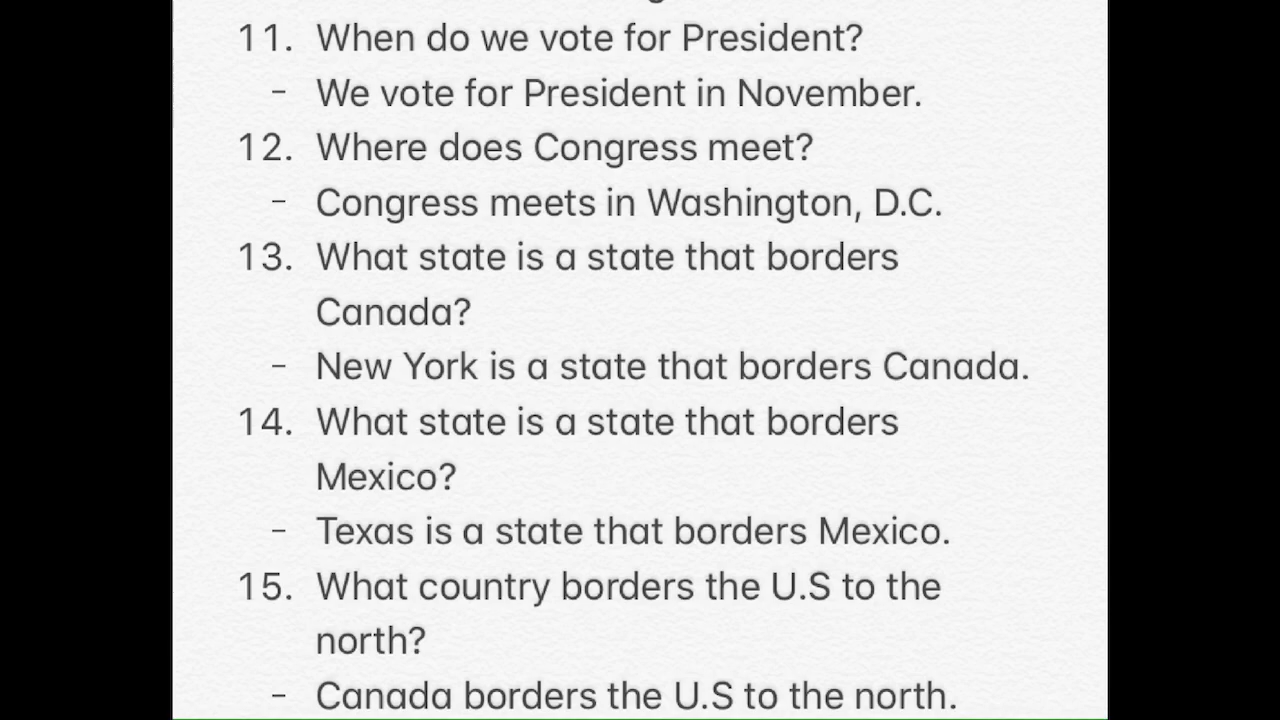 11. When do we vote for President?
- We vote for President in November.
12. Where does Congress meet?
- Congress meets in Washington, D.C.
13. What state is a state that borders
Canada?
- New York is a state that borders Canada.
14. What state is a state that borders
Mexico?
- Texas is a state that borders Mexico.
15. What country borders the U.S to the
north?
- Canada borders the U.S to the north.